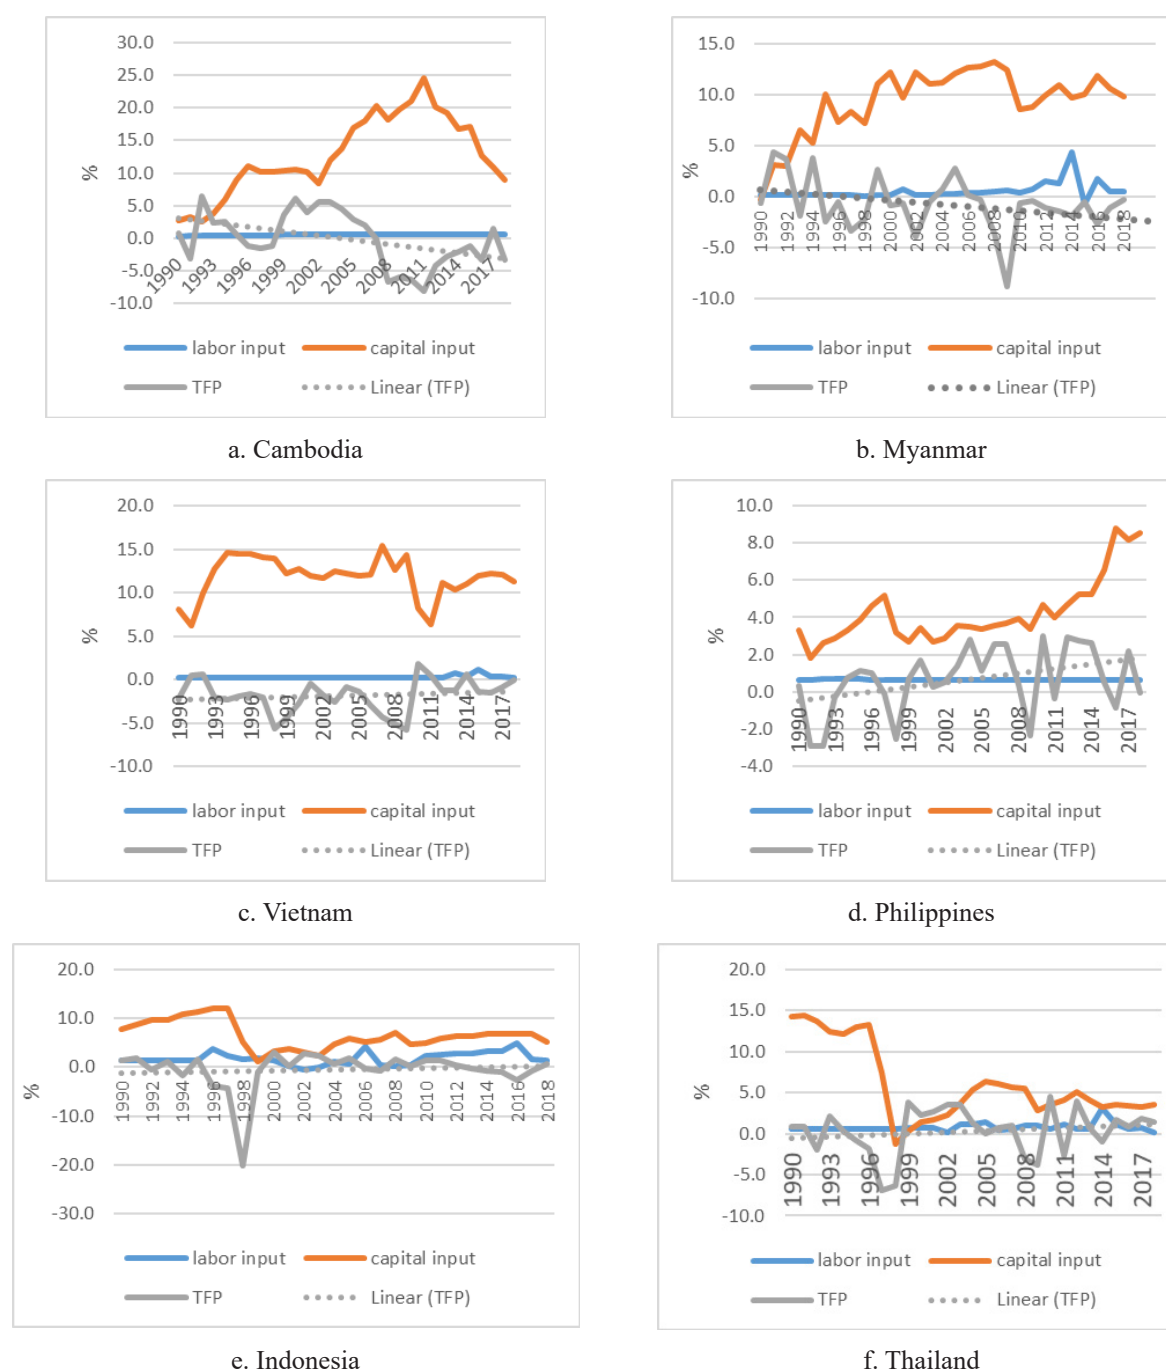 30.0
25.0
20.0
15.0
10.0
5.0
0.0
-5.0
-10.0
%
1990 1993 1996 1999 2002 2005 2008 2011 2014 2017
labor input capital input
TFP Linear (TFP)
a. Cambodia
15.0
10.0
5.0
0.0
-5.0
-10.0
%
1990 1992 1994 1996 1998 2000 2002 2004 2006 2008 2010 2012 2014 2016 2018
labor input capital input
TFP Linear (TFP)
b. Myanmar
20.0
15.0
10.0
5.0
0.0
-5.0
-10.0
%
1990 1993 1996 1999 2002 2005 2008 2011 2014 2017
labor input capital input
TFP Linear (TFP)
c. Vietnam
10.0
8.0
6.0
4.0
2.0
0.0
-2.0
-4.0
%
1990 1993 1996 1999 2002 2005 2008 2011 2014 2017
labor input capital input
TFP Linear (TFP)
d. Philippines
20.0
10.0
0.0
-10.0
-20.0
-30.0
%
1990 1992 1994 1996 1998 2000 2002 2004 2006 2008 2010 2012 2014 2016 2018
labor input capital input
TFP Linear (TFP)
e. Indonesia
20.0
15.0
10.0
5.0
0.0
-5.0
-10.0
%
1990 1993 1996 1999 2002 2005 2008 2011 2014 2017
labor input capital input
TFP Linear (TFP)
f. Thailand